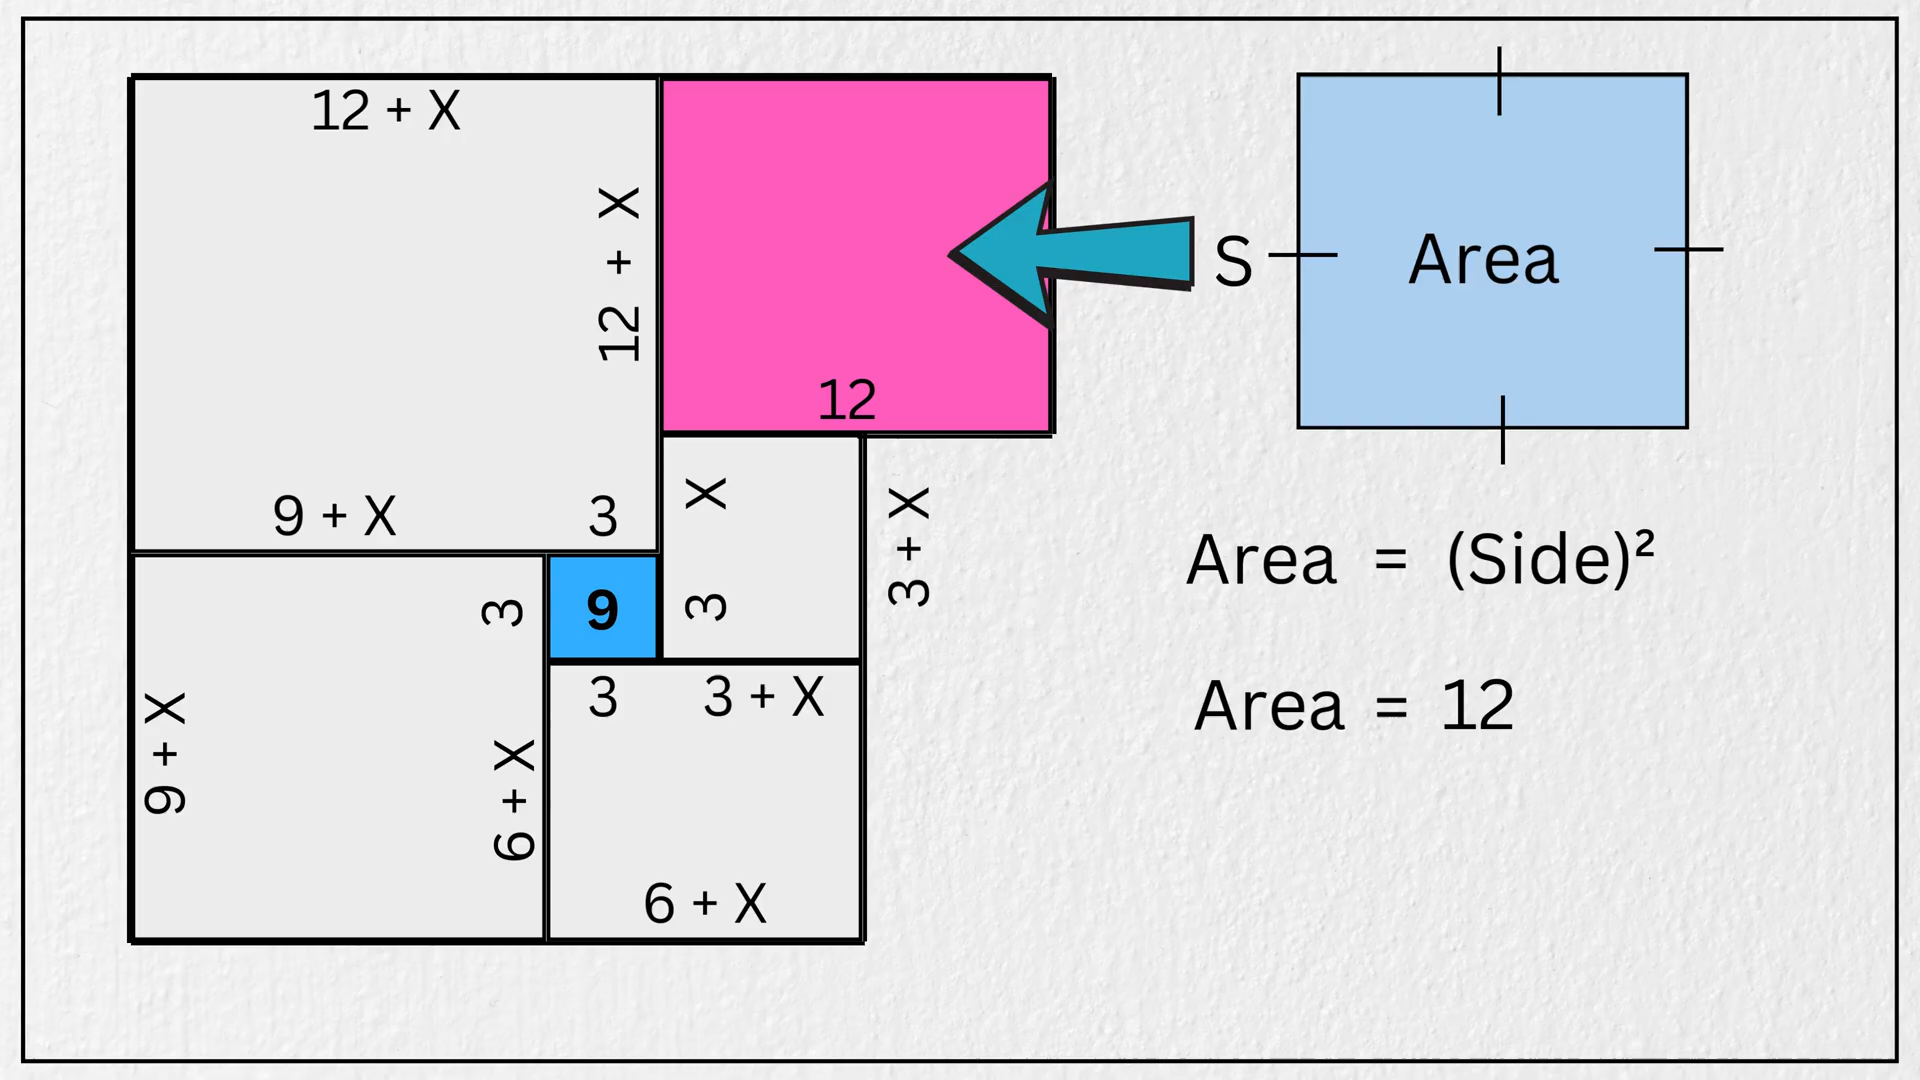 12 + X
12 + X
12
9 + X
3
X
3
3 + X
3
9
3
3 + X
9 + X
6 + X
6 + X
S
Area
Area = (Side)²
Area = 12